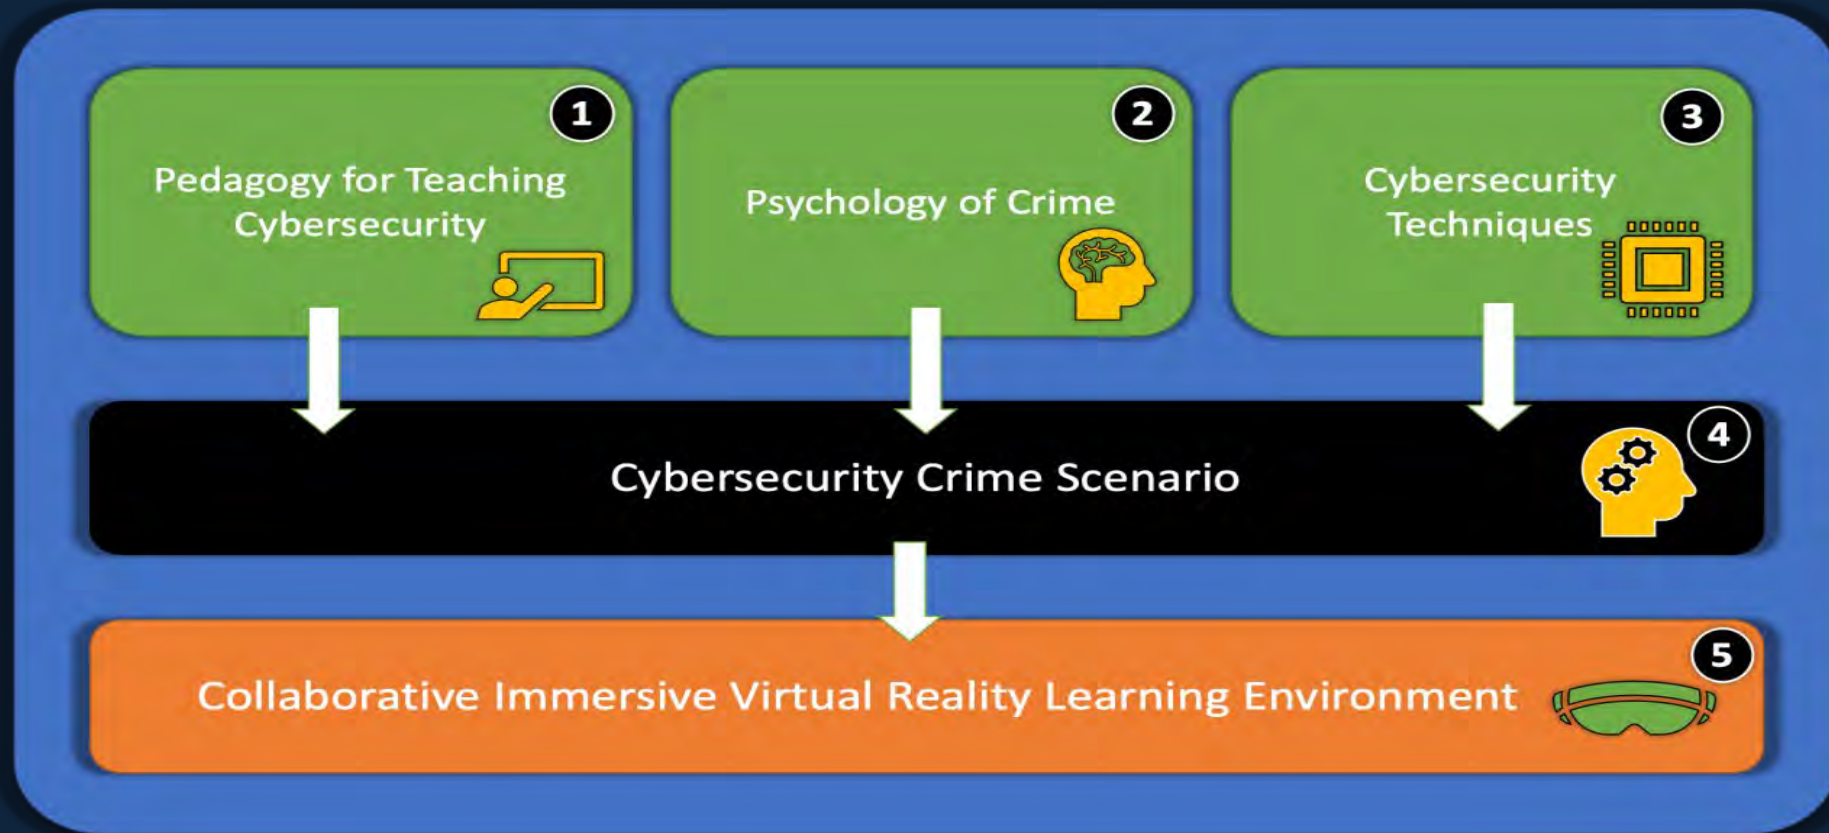 1
Pedagogy for Teaching
Cybersecurity
2
Psychology of Crime
3
Cybersecurity
Techniques
4
Cybersecurity Crime Scenario
5
Collaborative Immersive Virtual Reality Learning Environment